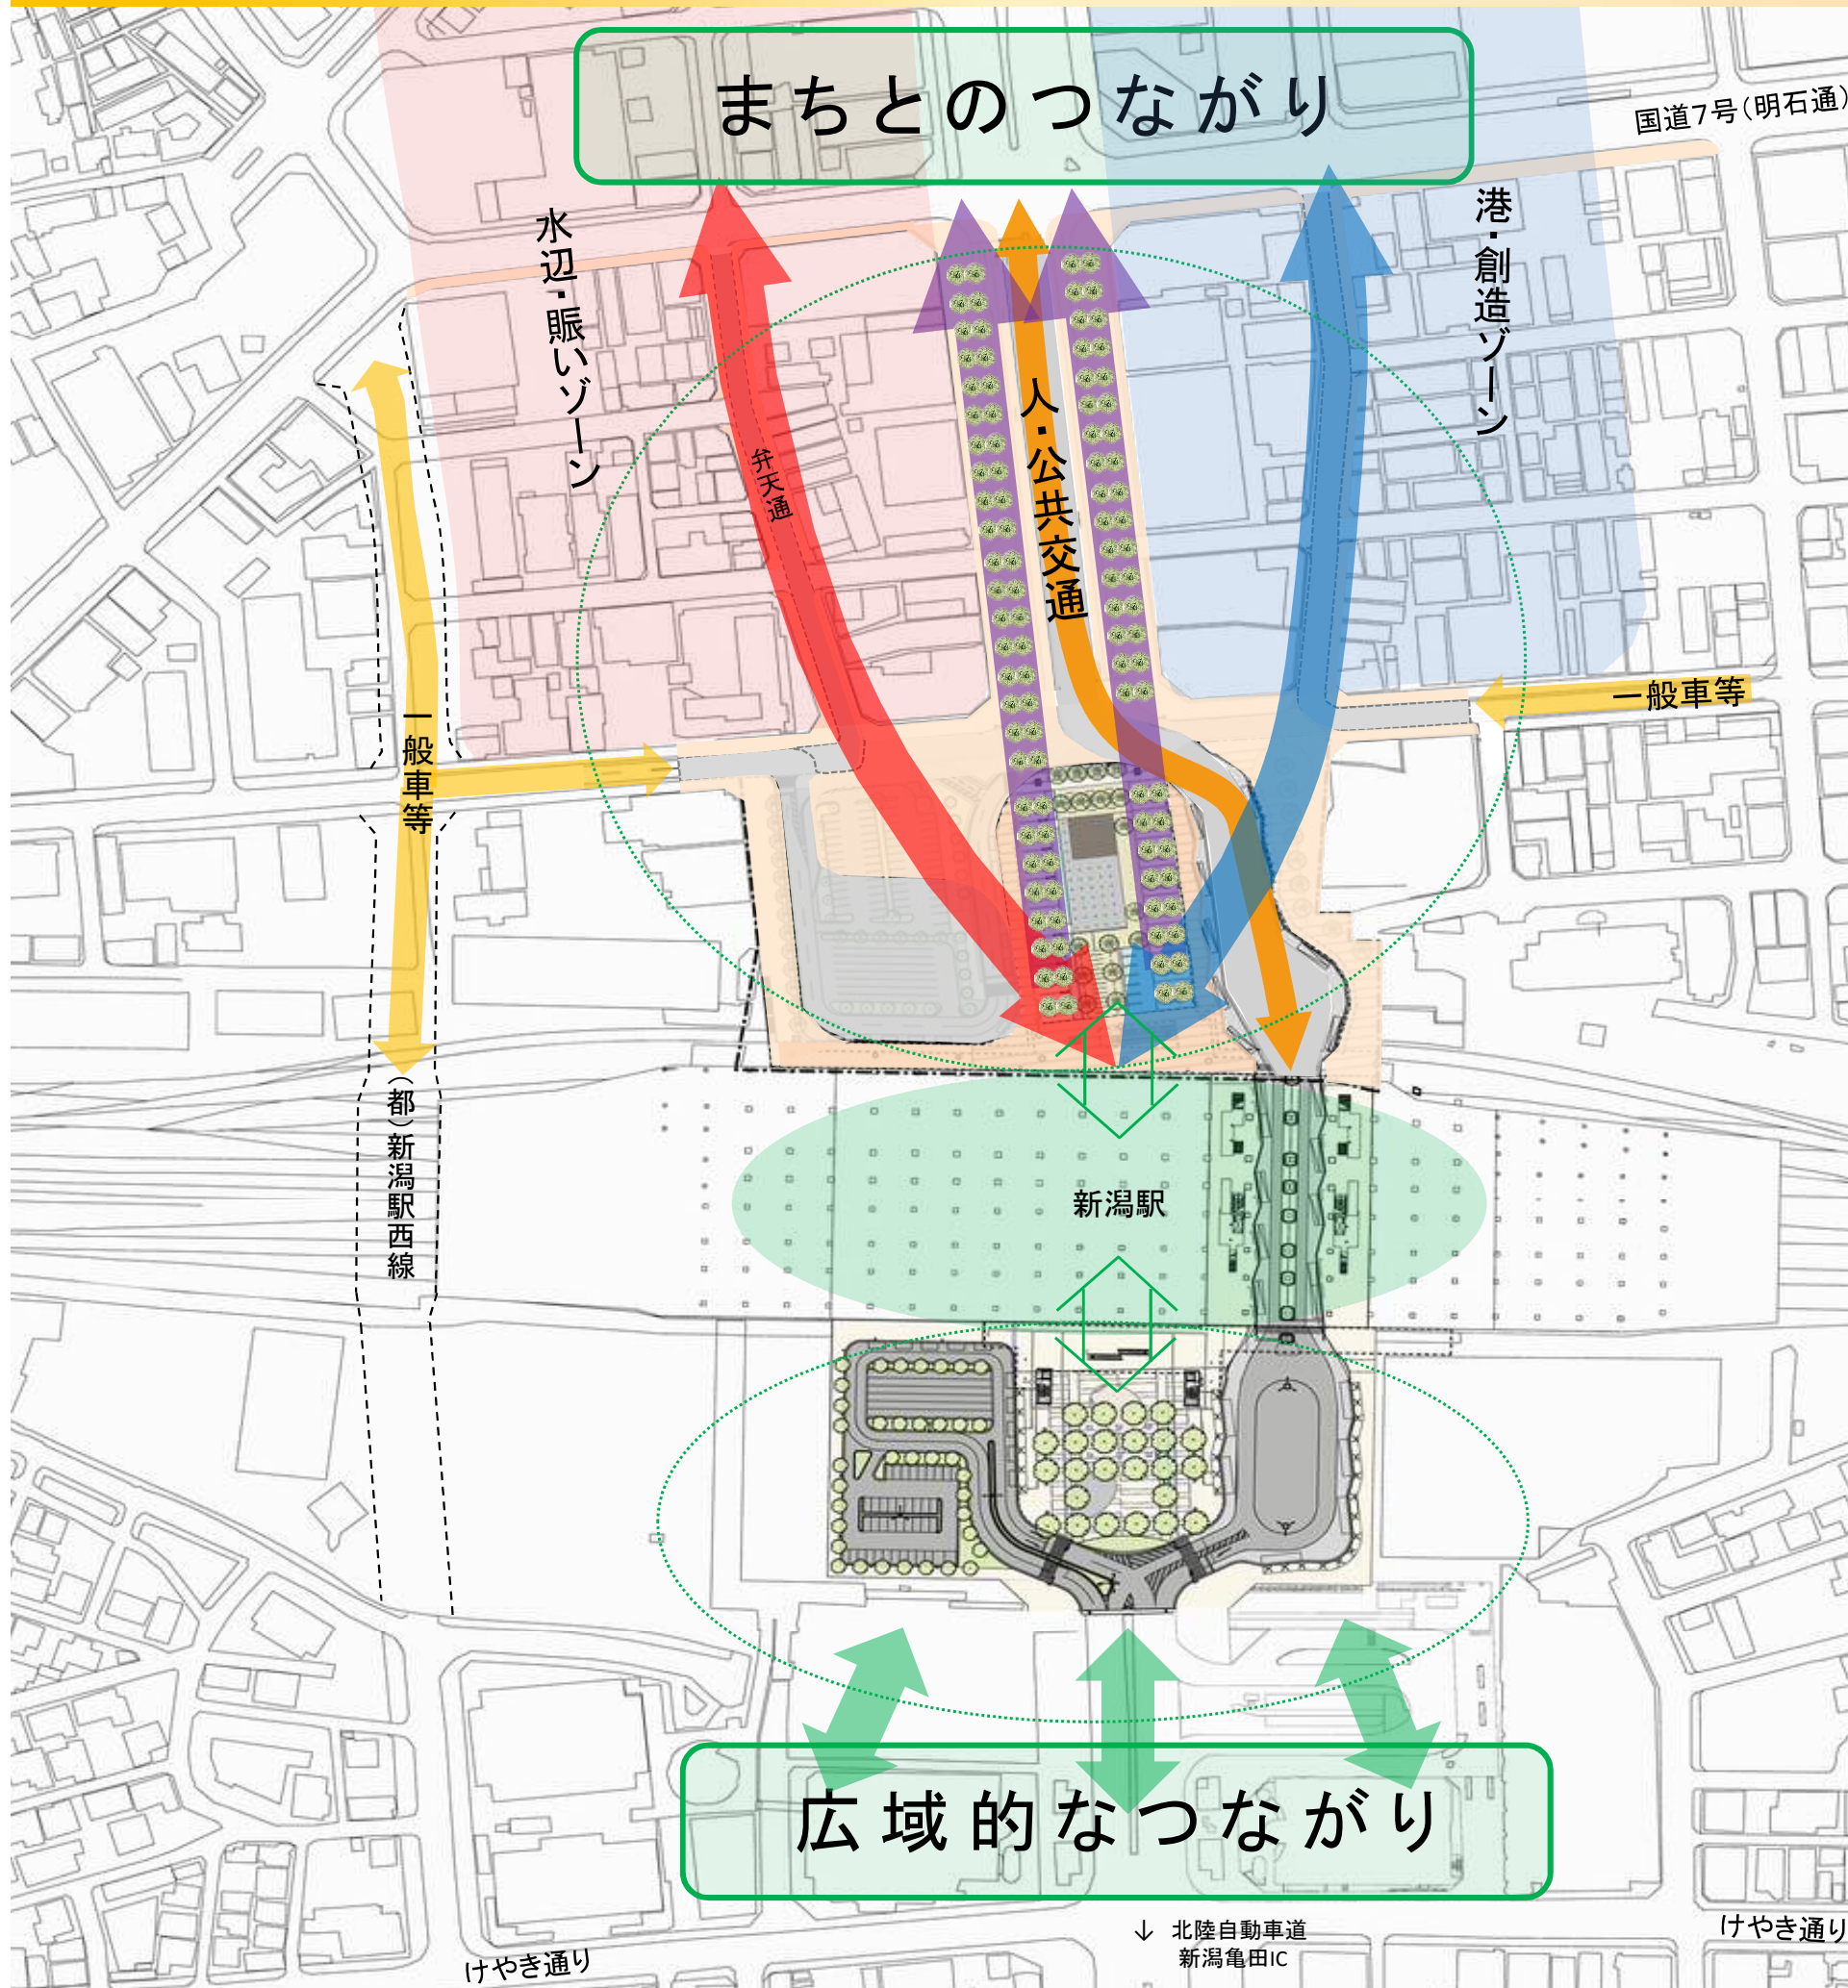 まちとのつながり
国道7号(明石通)
水辺・賑いゾーン
港・創造ゾーン
人・公共交通
弁天通
一般車等
一般車等
(都)新潟駅西線
新潟駅
広域的なつながり
↓ 北陸自動車道
新潟亀田IC
けやき通り
けやき通り